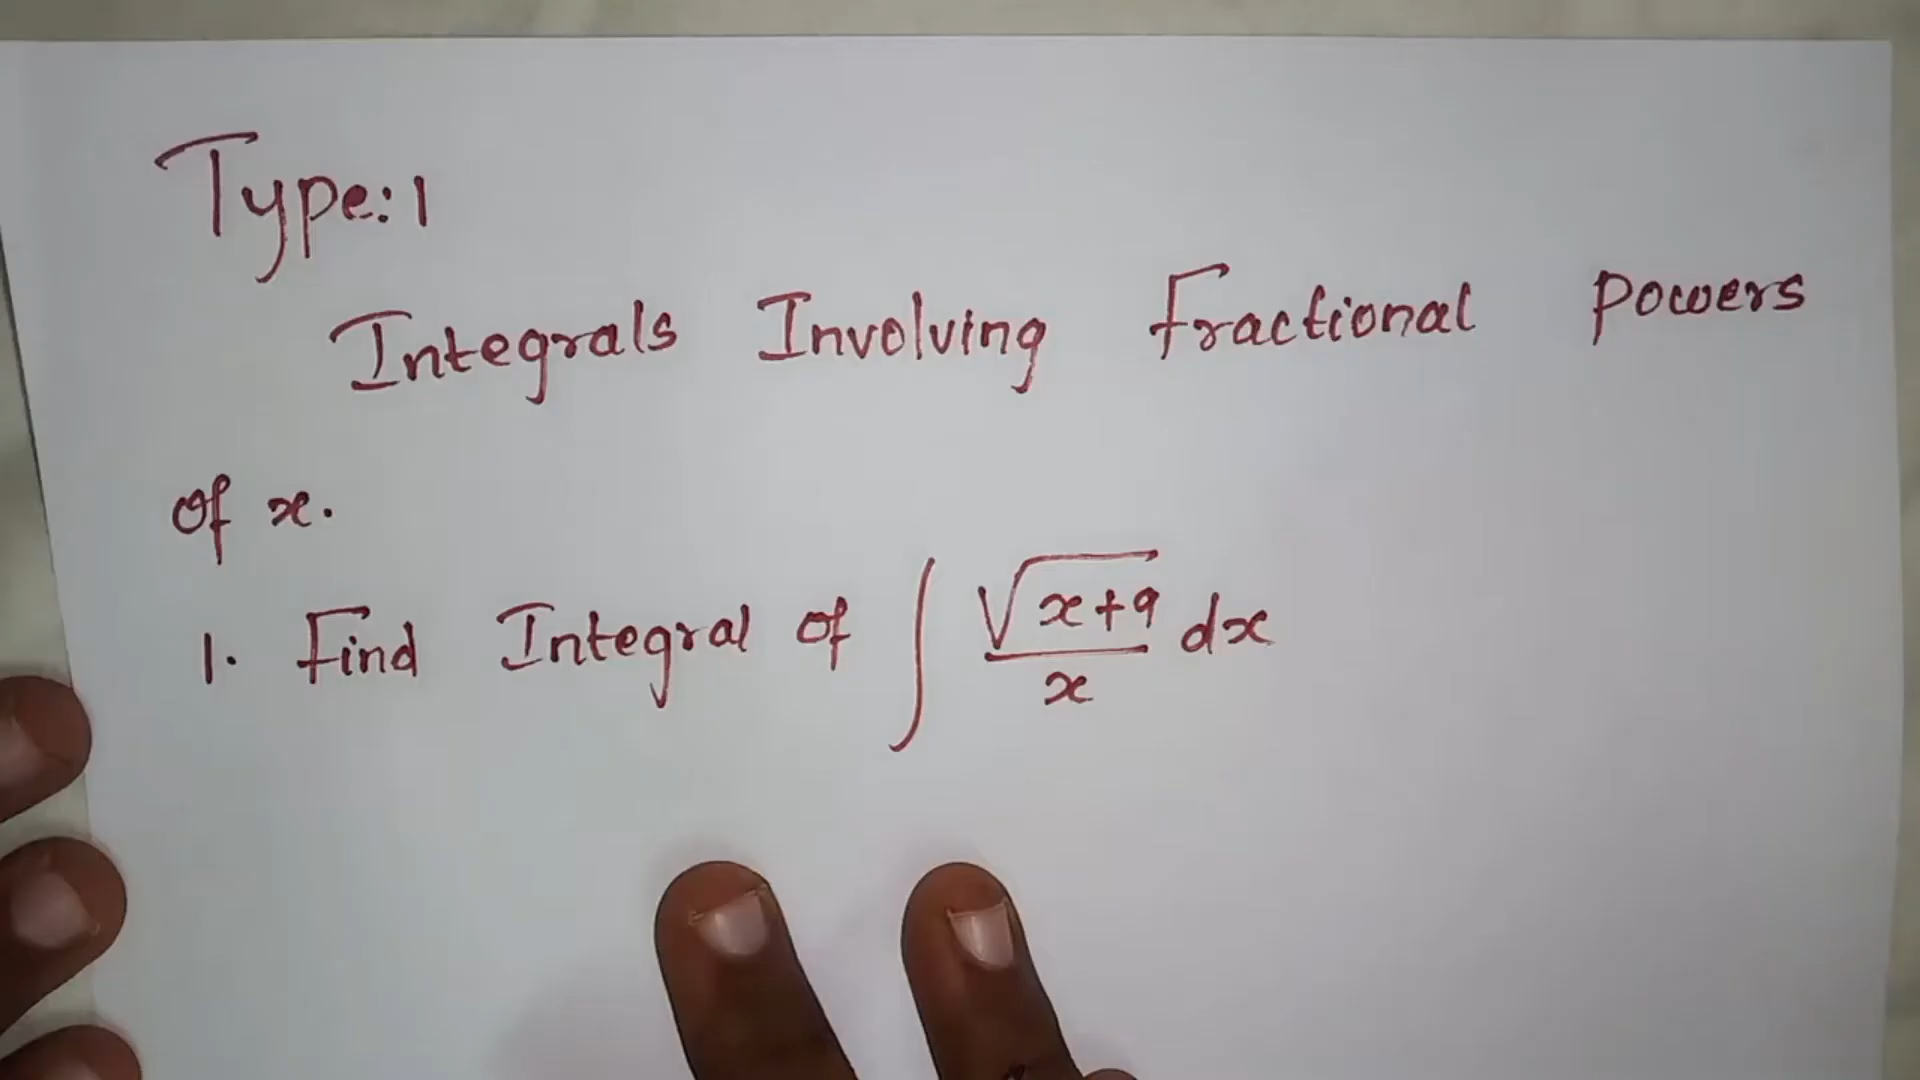 Type:1
Integrals Involving Fractional Powers
of x.
1. Find Integral of ∫ √(x+9)/x dx